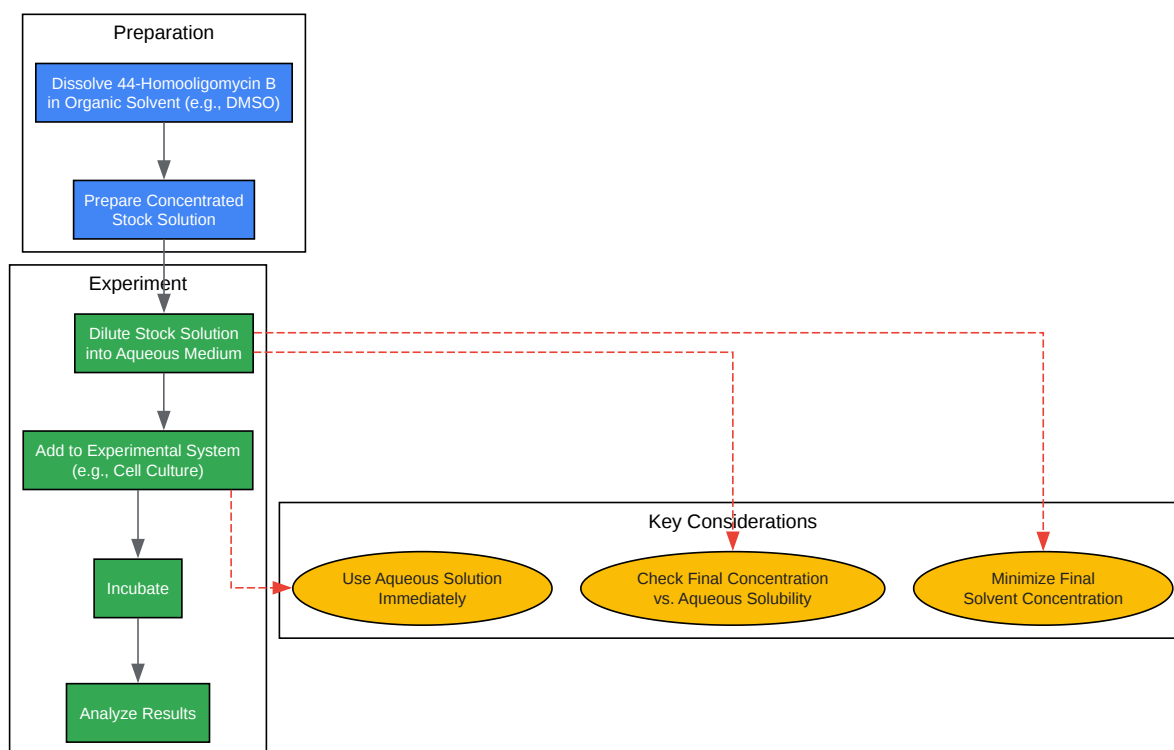 Preparation
Dissolve 44-Homooligomycin B
in Organic Solvent (e.g., DMSO)
Prepare Concentrated
Stock Solution
Experiment
Dilute Stock Solution
into Aqueous Medium
Add to Experimental System
(e.g., Cell Culture)
Incubate
Analyze Results
Key Considerations
Use Aqueous Solution
Immediately
Check Final Concentration
vs. Aqueous Solubility
Minimize Final
Solvent Concentration